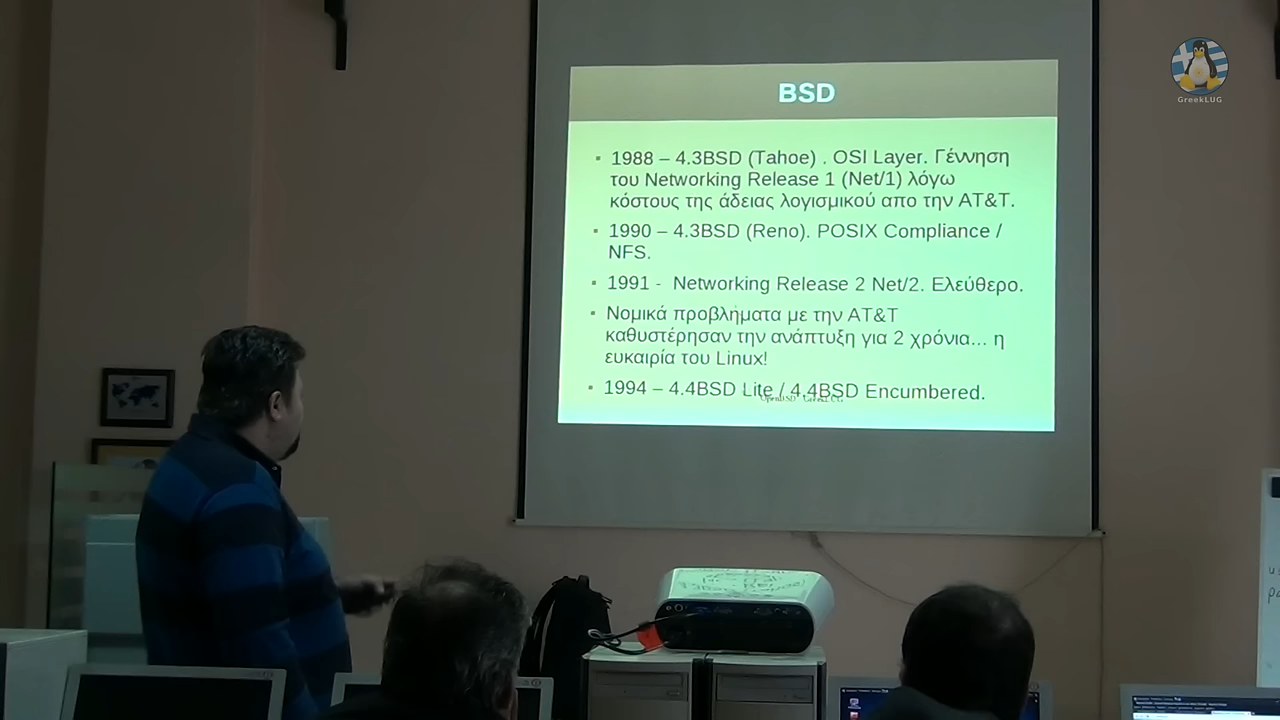 GreekLUG
BSD
1988 – 4.3BSD (Tahoe) . OSI Layer. Γέννηση
του Networking Release 1 (Net/1) λόγω
κόστους της άδειας λογισμικού απο την AT&T.
1990 – 4.3BSD (Reno). POSIX Compliance /
NFS.
1991 - Networking Release 2 Net/2. Ελεύθερο.
Νομικά προβλήματα με την AT&T
καθυστέρησαν την ανάπτυξη για 2 χρόνια... η
ευκαιρία του Linux!
1994 – 4.4BSD Lite / 4.4BSD Encumbered.
OpenBSD GreekLUG